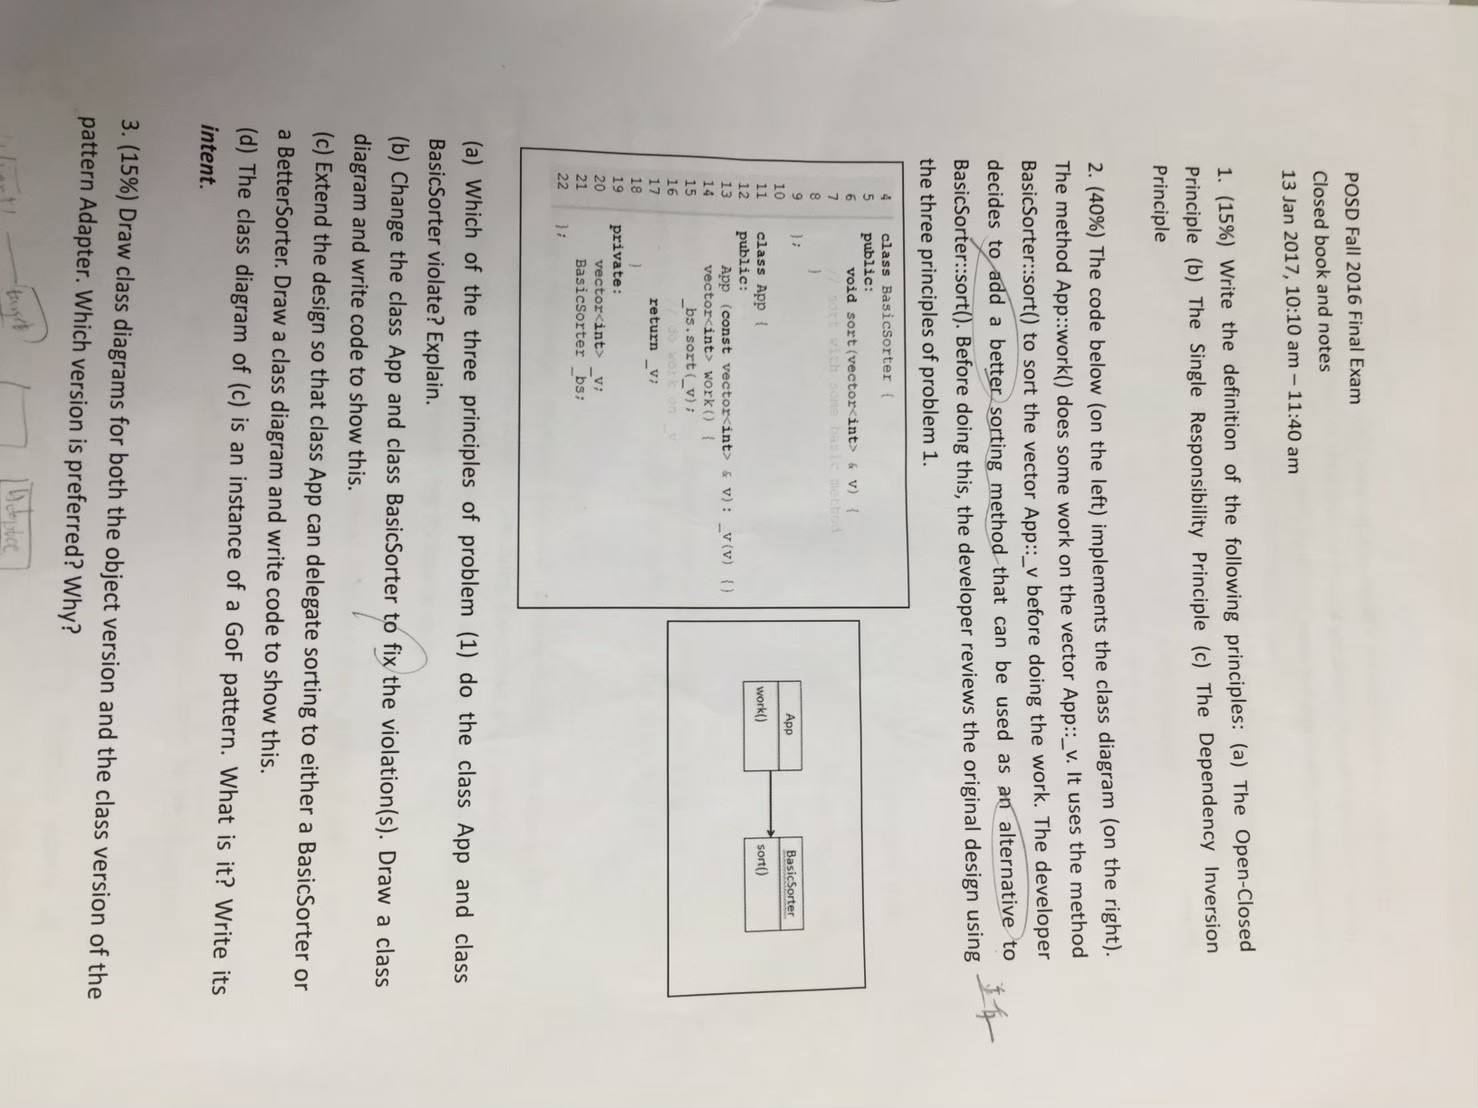 POSD Fall 2016 Final Exam
Closed book and notes
13 Jan 2017, 10:10 am – 11:40 am
1. (15%) Write the definition of the following principles: (a) The Open-Closed
Principle (b) The Single Responsibility Principle (c) The Dependency Inversion
Principle
2. (40%) The code below (on the left) implements the class diagram (on the right).
The method App::work() does some work on the vector App::_v. It uses the method
BasicSorter::sort() to sort the vector App::_v before doing the work. The developer
decides to add a better sorting method that can be used as an alternative to
BasicSorter::sort(). Before doing this, the developer reviews the original design using
the three principles of problem 1.
4 class BasicSorter {
5 public:
6 void sort(vector<int> & v) {
7 // sort with some basic method
8 }
9 };
10
11 class App {
12 public:
13 App (const vector<int> & v): _v(v) {}
14 vector<int> work() {
15 _bs.sort(_v);
16 // do work on _v
17 return _v;
18 }
19 private:
20 vector<int> _v;
21 BasicSorter _bs;
22 };
App
work()
BasicSorter
sort()
(a) Which of the three principles of problem (1) do the class App and class
BasicSorter violate? Explain.
(b) Change the class App and class BasicSorter to fix the violation(s). Draw a class
diagram and write code to show this.
(c) Extend the design so that class App can delegate sorting to either a BasicSorter or
a BetterSorter. Draw a class diagram and write code to show this.
(d) The class diagram of (c) is an instance of a GoF pattern. What is it? Write its
intent.
3. (15%) Draw class diagrams for both the object version and the class version of the
pattern Adapter. Which version is preferred? Why?
target
Adaptee